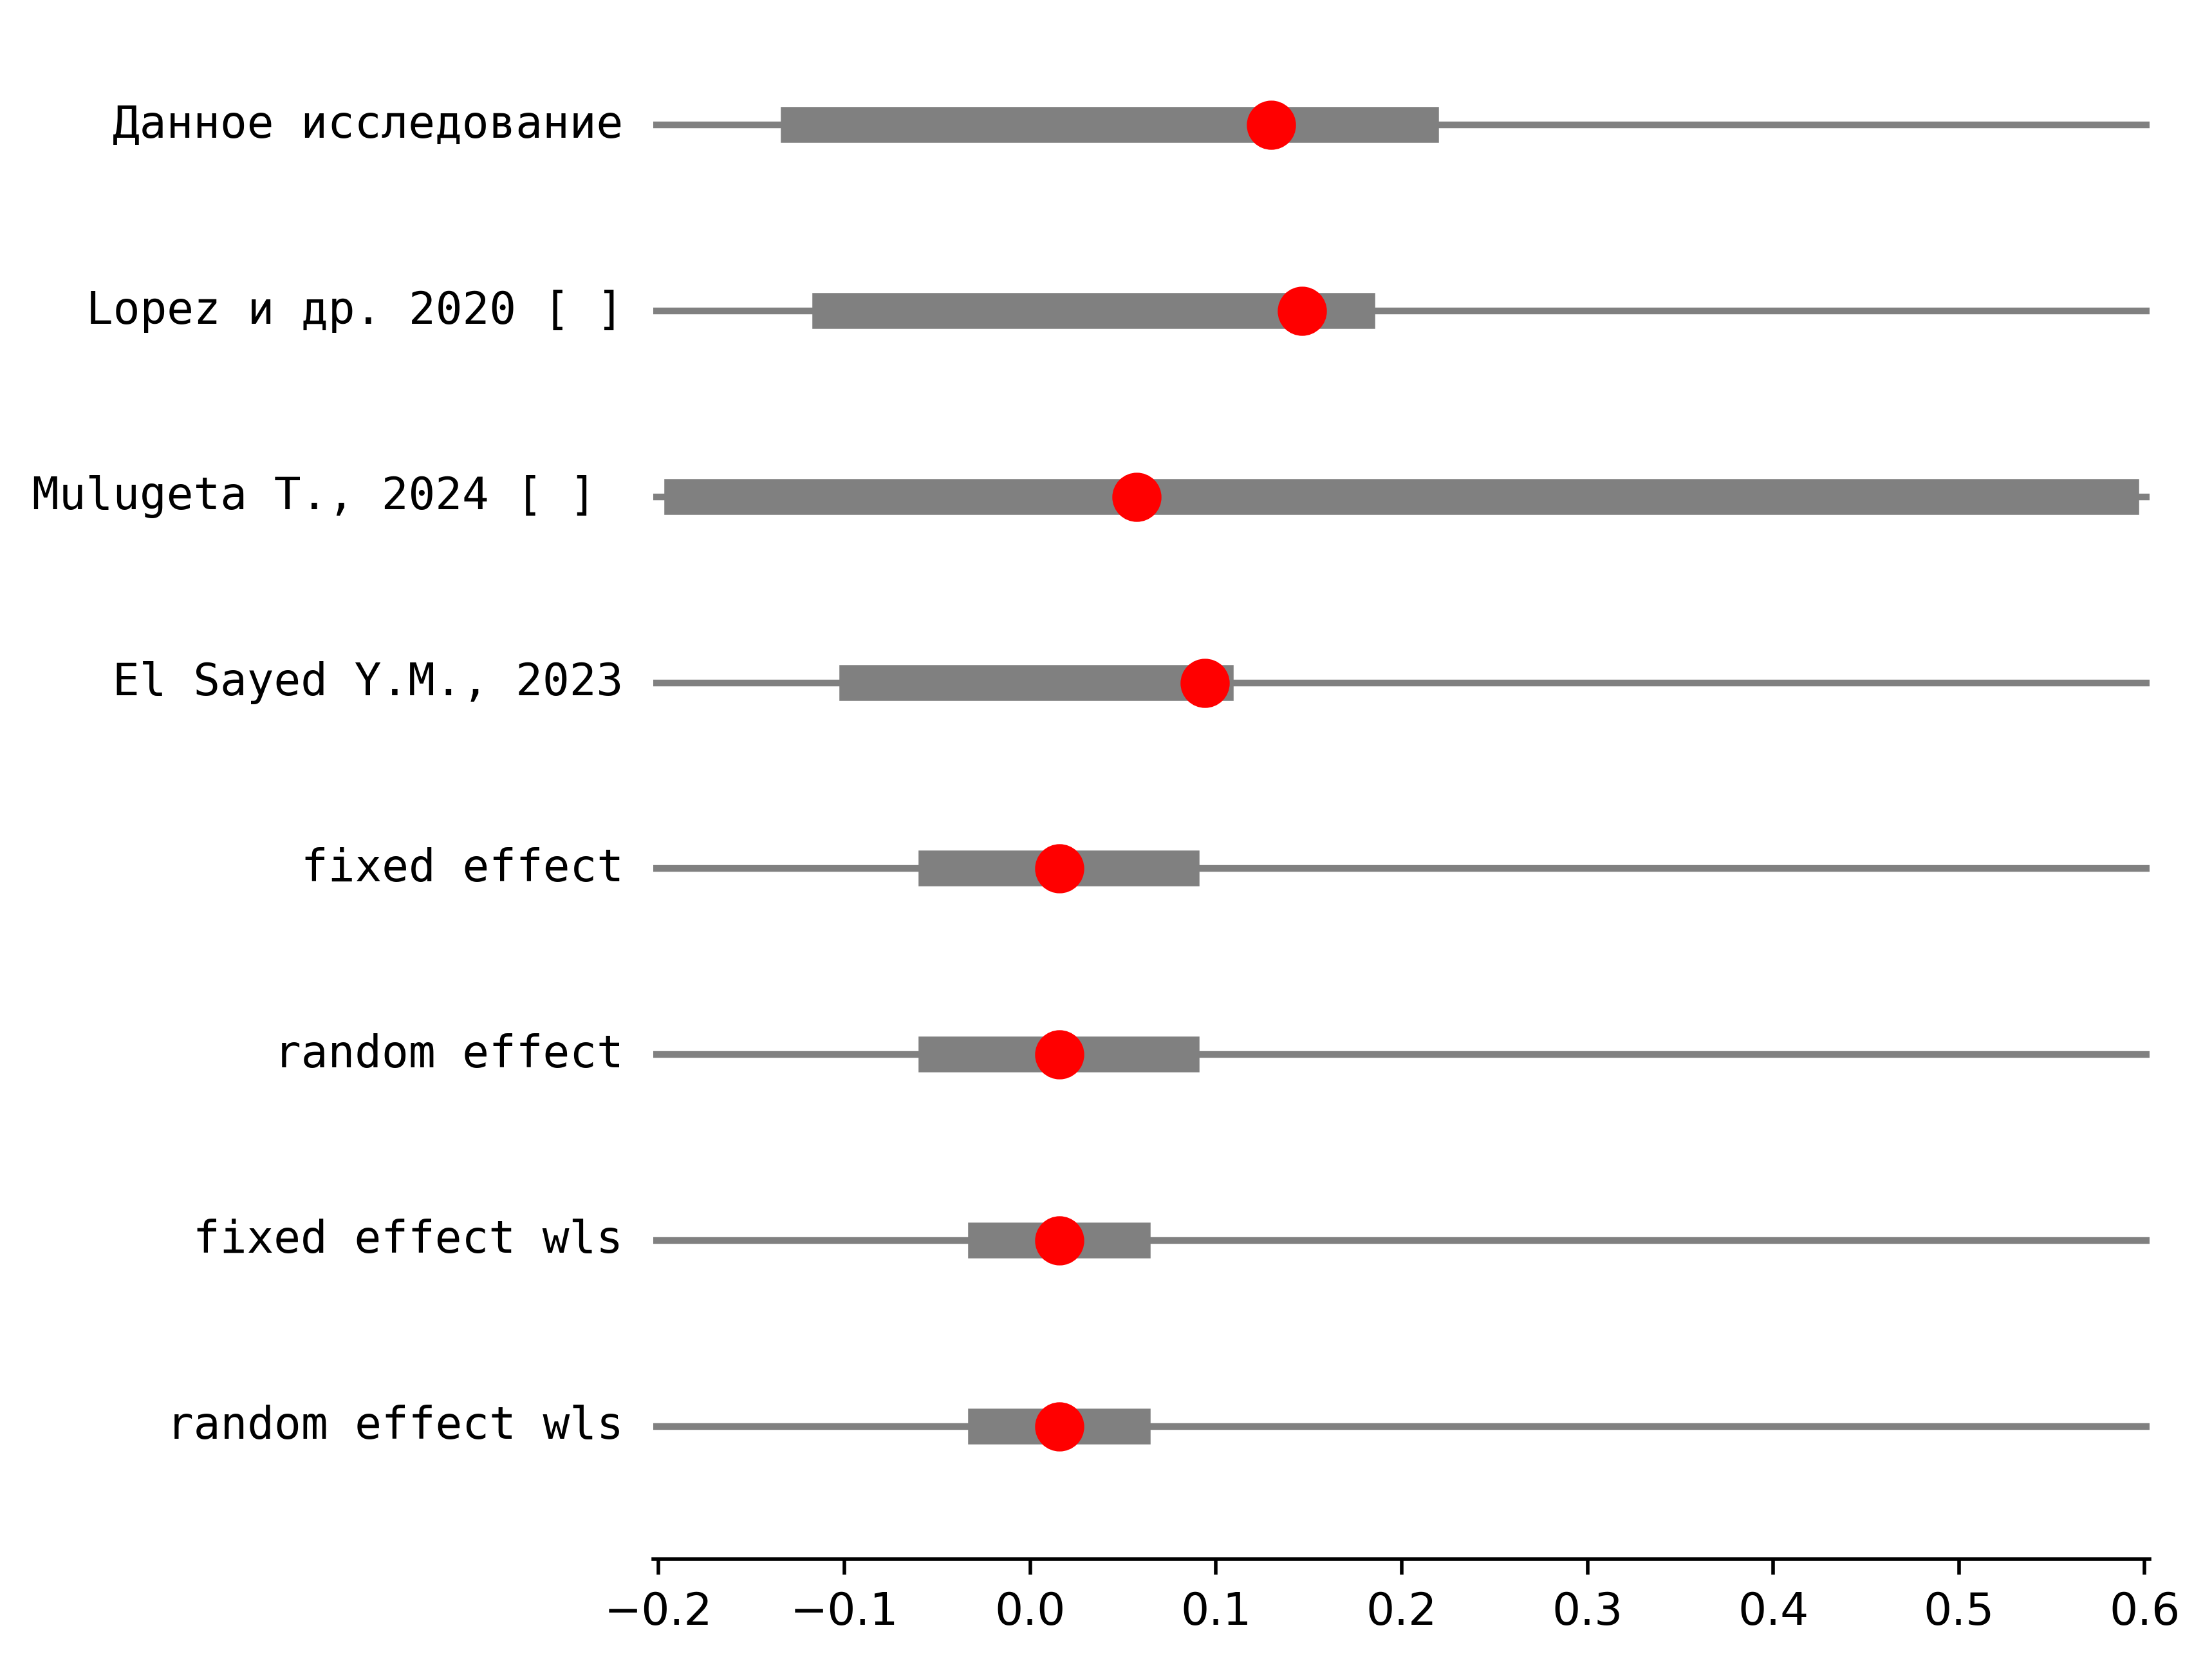 Данное исследование
Lopez и др. 2020 [ ]
Mulugeta T., 2024 [ ]
El Sayed Y.M., 2023
fixed effect
random effect
fixed effect wls
random effect wls
−0.2 −0.1 0.0 0.1 0.2 0.3 0.4 0.5 0.6